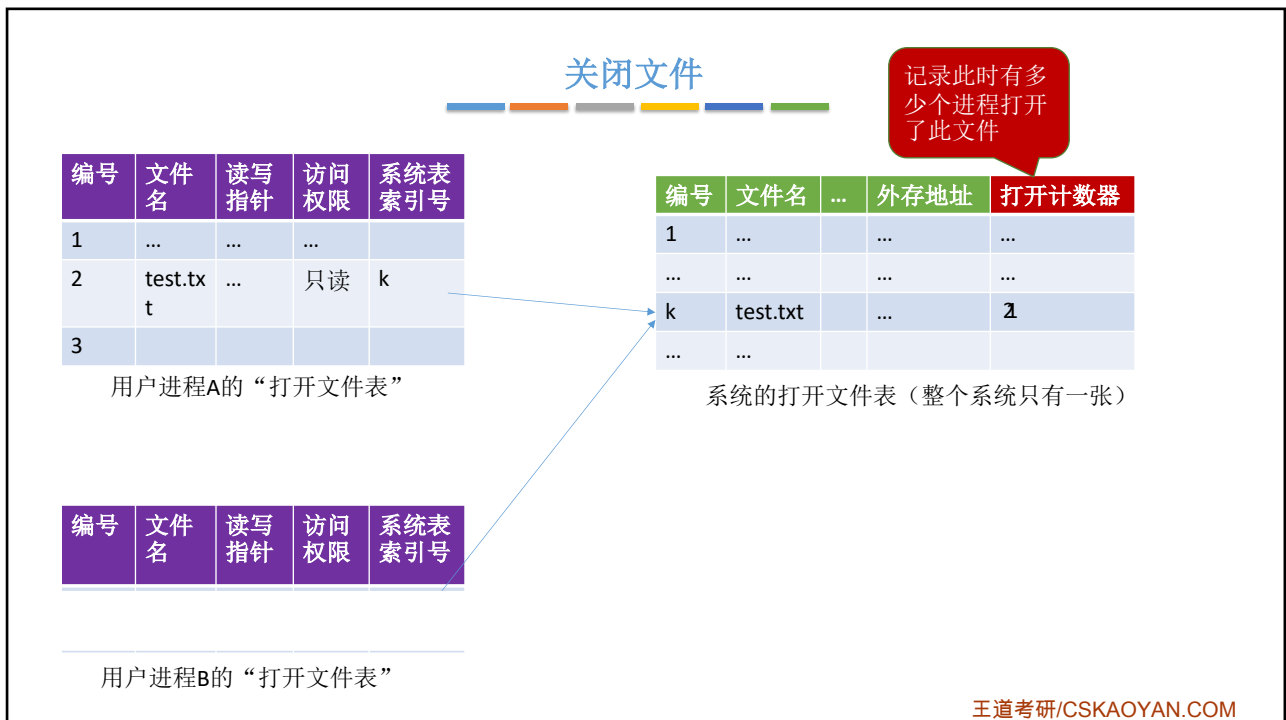 关闭文件
记录此时有多
少个进程打开
了此文件
编号 文件名 读写指针 访问权限 系统表索引号
1 … … …
2 test.txt … 只读 k
3
用户进程A的“打开文件表”
编号 文件名 … 外存地址 打开计数器
1 … … …
… … … …
k test.txt …
… …
系统的打开文件表（整个系统只有一张）
编号 文件名 读写指针 访问权限 系统表索引号
用户进程B的“打开文件表”
王道考研/CSKAOYAN.COM